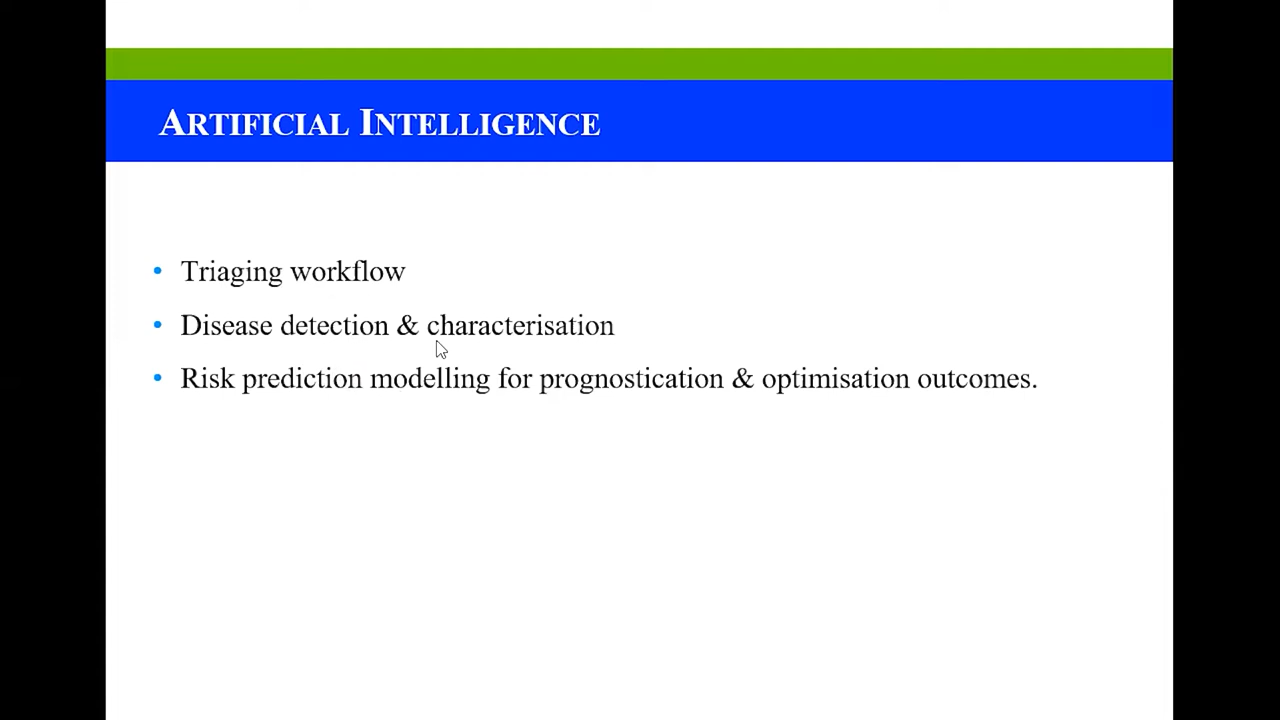 ARTIFICIAL INTELLIGENCE
• Triaging workflow
• Disease detection & characterisation
• Risk prediction modelling for prognostication & optimisation outcomes.